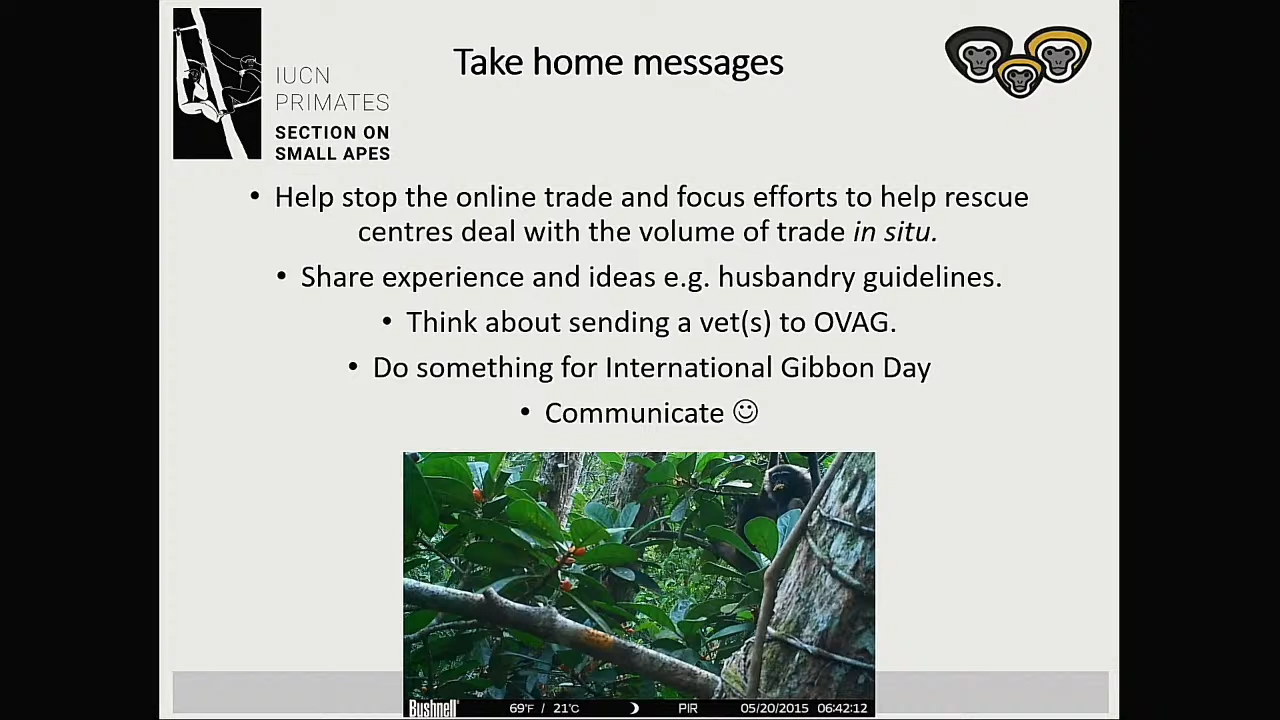 Take home messages
IUCN
PRIMATES
SECTION ON
SMALL APES
• Help stop the online trade and focus efforts to help rescue
centres deal with the volume of trade in situ.
• Share experience and ideas e.g. husbandry guidelines.
• Think about sending a vet(s) to OVAG.
• Do something for International Gibbon Day
• Communicate ☺
Bushnell 69°F / 21°C PIR 05/20/2015 06:42:12